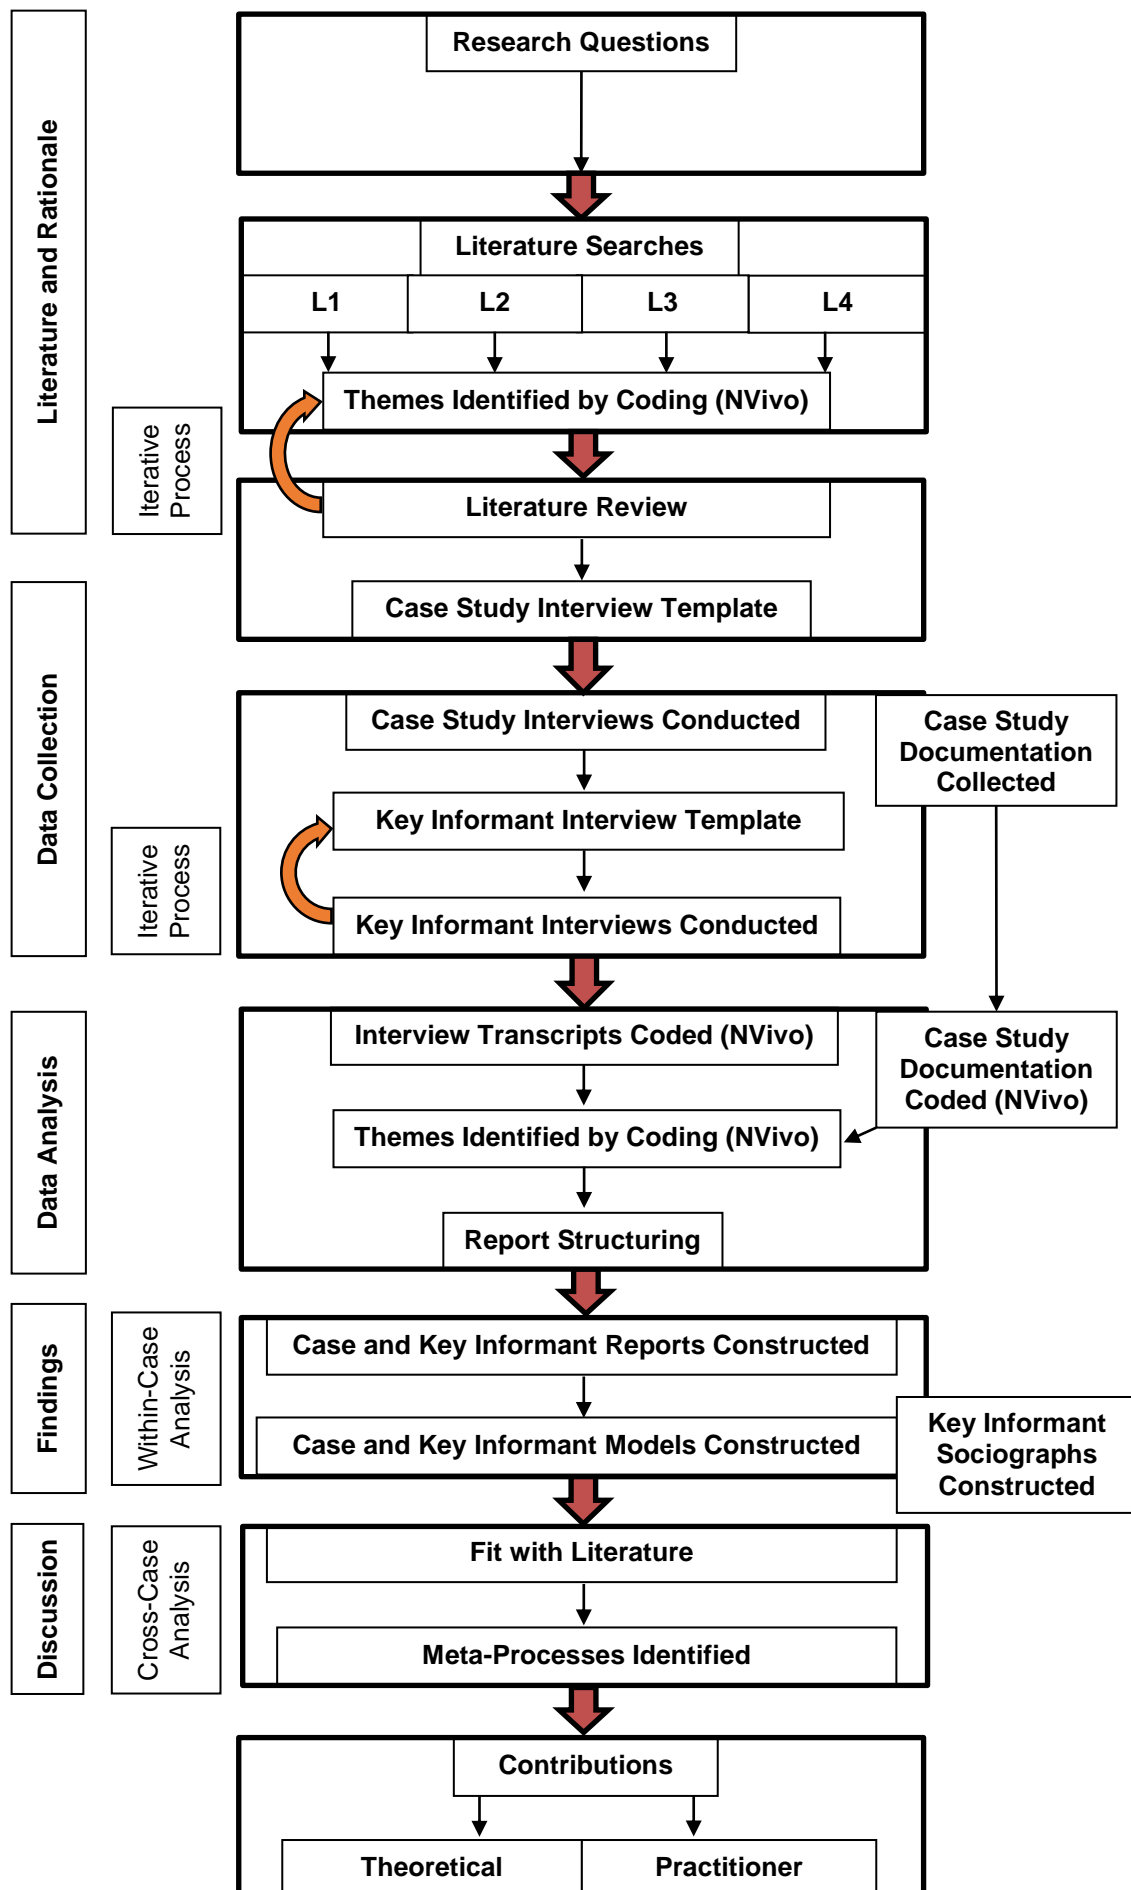 Literature and Rationale
Research Questions
Literature Searches
L1
L2
L3
L4
Themes Identified by Coding (NVivo)
Iterative
Process
Literature Review
Case Study Interview Template
Data Collection
Case Study Interviews Conducted
Case Study
Documentation
Collected
Key Informant Interview Template
Iterative
Process
Key Informant Interviews Conducted
Data Analysis
Interview Transcripts Coded (NVivo)
Case Study
Documentation
Coded (NVivo)
Themes Identified by Coding (NVivo)
Report Structuring
Findings
Within-Case
Analysis
Case and Key Informant Reports Constructed
Case and Key Informant Models Constructed
Key Informant
Sociographs
Constructed
Discussion
Cross-Case
Analysis
Fit with Literature
Meta-Processes Identified
Contributions
Theoretical
Practitioner